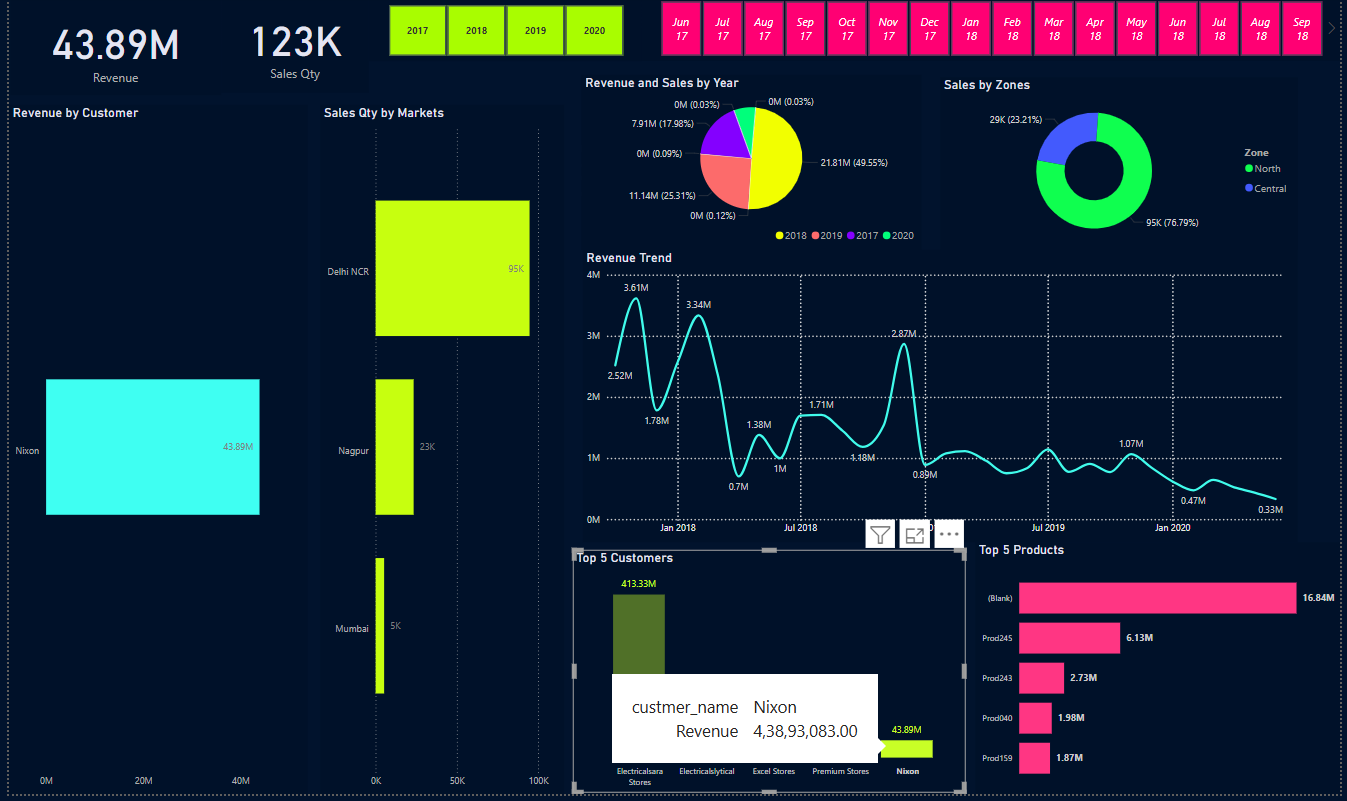 43.89M
Revenue
123K
Sales Qty
2017 2018 2019 2020
Jun 17 Jul 17 Aug 17 Sep 17 Oct 17 Nov 17 Dec 17 Jan 18 Feb 18 Mar 18 Apr 18 May 18 Jun 18 Jul 18 Aug 18 Sep 18
Revenue by Customer
Nixon
43.89M
0M 20M 40M
Sales Qty by Markets
Delhi NCR
95K
Nagpur
23K
Mumbai
5K
0K 50K 100K
Revenue and Sales by Year
0M (0.03%)
0M (0.03%)
7.91M (17.98%)
0M (0.09%)
21.81M (49.55%)
11.14M (25.31%)
0M (0.12%)
2018 2019 2017 2020
Sales by Zones
29K (23.21%)
95K (76.79%)
Zone
North
Central
Revenue Trend
4M
3M
2M
1M
0M
2.52M
3.61M
1.78M
3.34M
0.7M
1.38M
1M
1.71M
1.18M
2.87M
0.89M
1.07M
0.47M
0.33M
Jan 2018 Jul 2018 Jul 2019 Jan 2020
Top 5 Customers
413.33M
custmer_name Nixon
Revenue 4,38,93,083.00
43.89M
Electricalsara
Stores
Electricalslytical
Excel Stores
Premium Stores
Nixon
Top 5 Products
(Blank) 16.84M
Prod245 6.13M
Prod243 2.73M
Prod040 1.98M
Prod159 1.87M